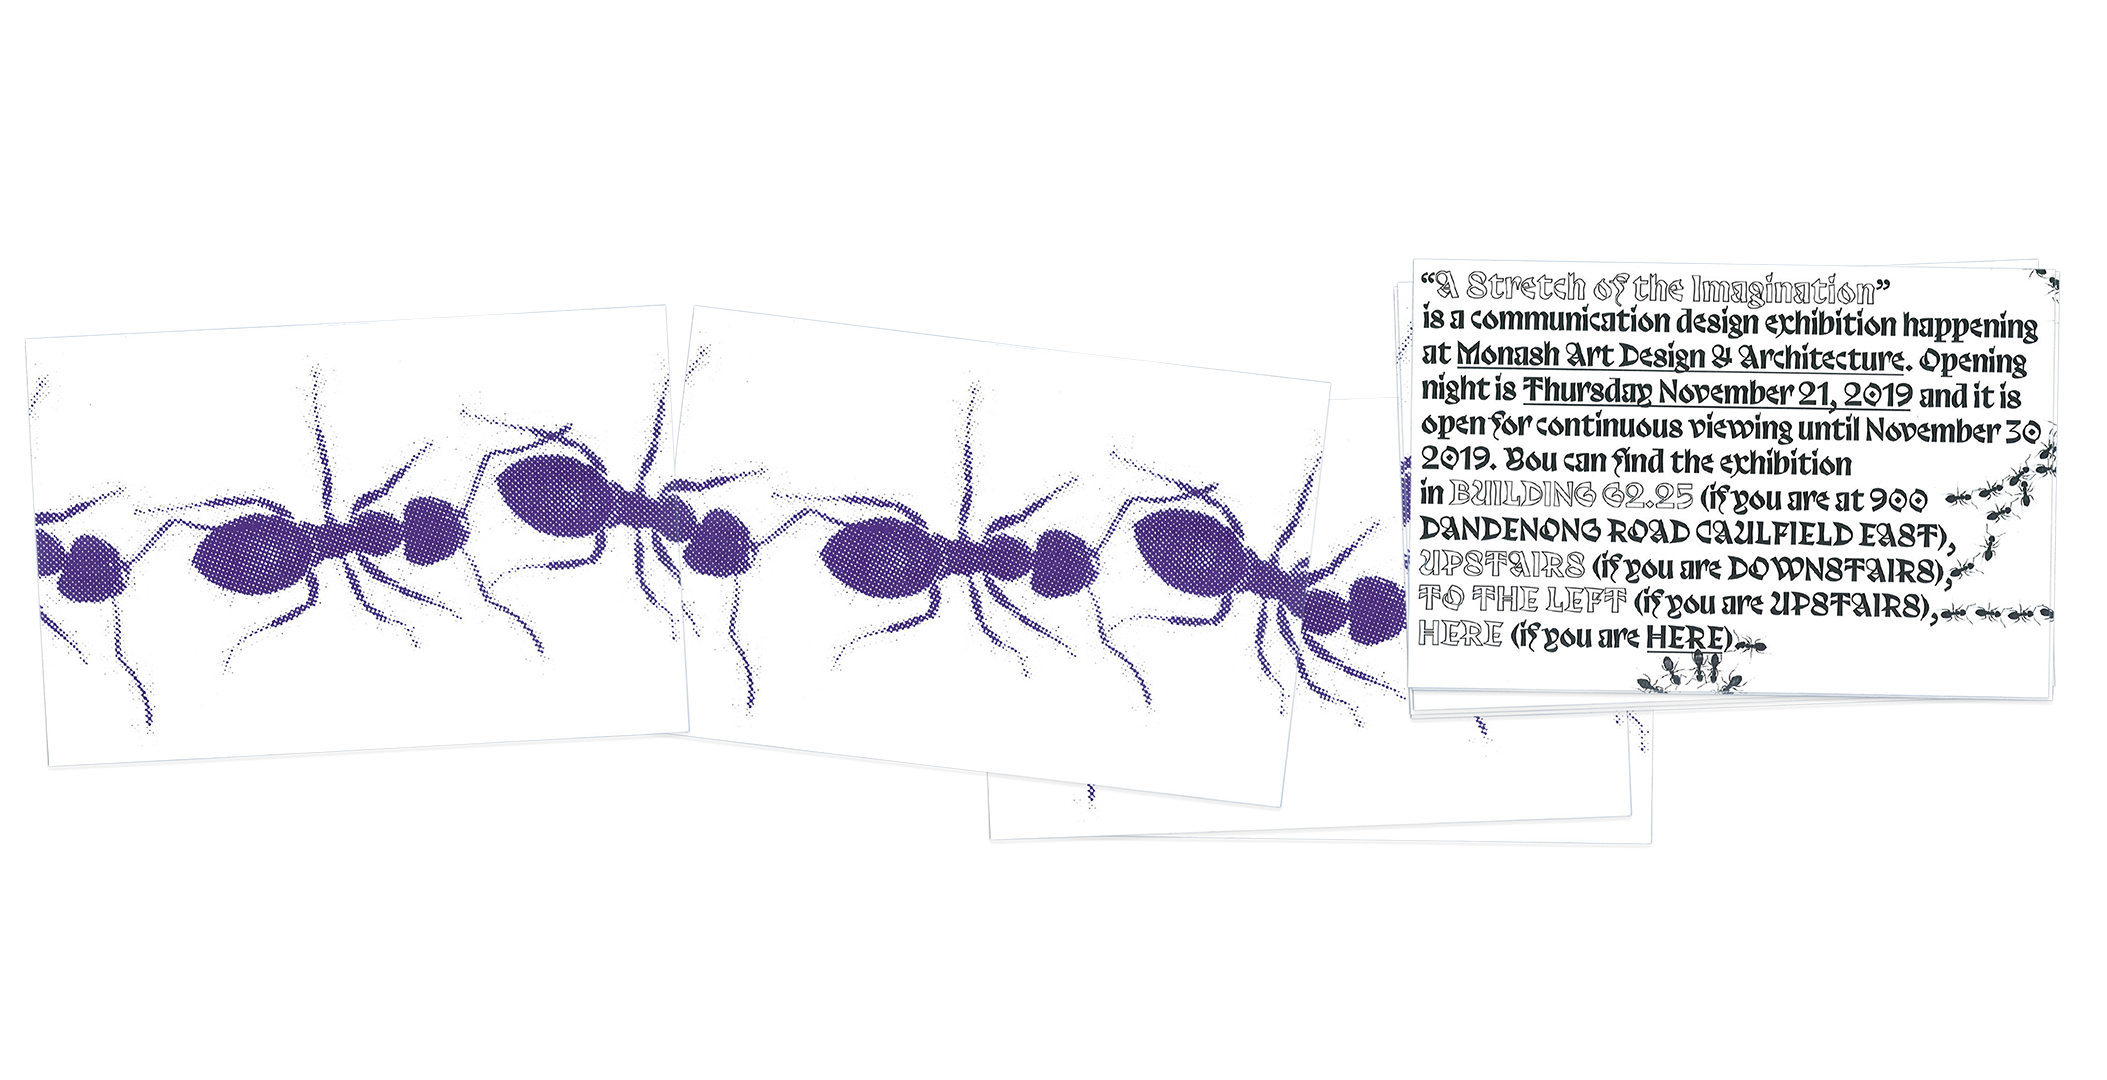 “A Stretch of the Imagination”
is a communication design exhibition happening
at Monash Art Design & Architecture. Opening
night is Thursday November 21, 2019 and it is
open for continuous viewing until November 30
2019. You can find the exhibition
in BUILDING G2.25 (if you are at 900
DANDENONG ROAD CAULFIELD EAST),
UPSTAIRS (if you are DOWNSTAIRS),
TO THE LEFT (if you are UPSTAIRS),
HERE (if you are HERE).